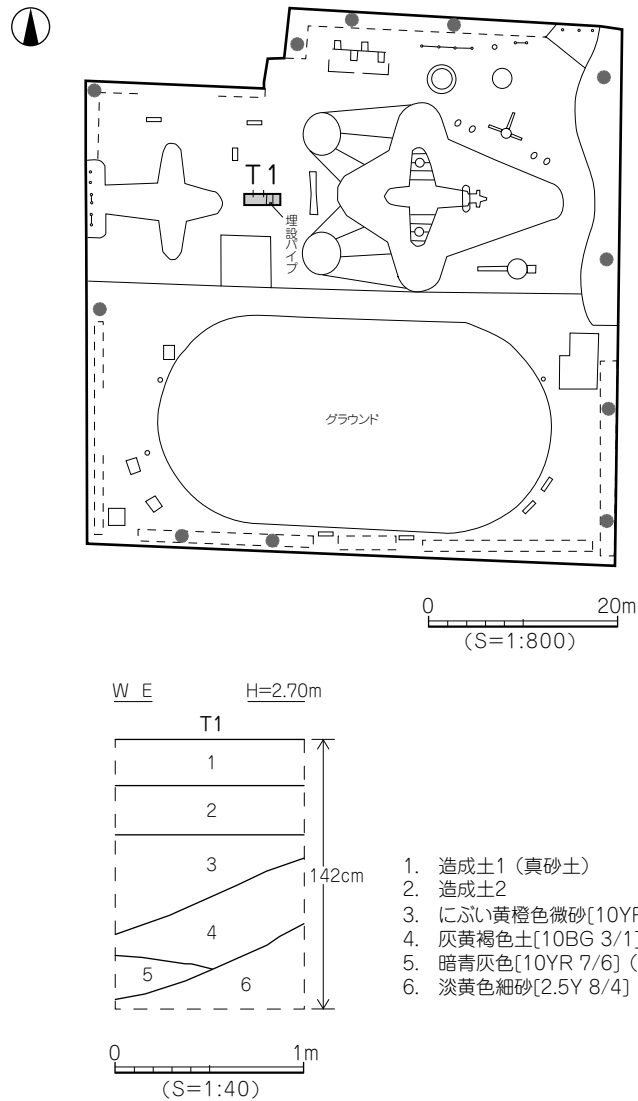 T1
埋設パイプ
グラウンド
0 20m
(S=1:800)
W E H=2.70m
T1
1
2
3
4
5
6
142cm
1. 造成土1（真砂土）
2. 造成土2
3. にぶい黄橙色微砂[10YR
4. 灰黄褐色土[10BG 3/1]
5. 暗青灰色[10YR 7/6]（
6. 淡黄色細砂[2.5Y 8/4]
0 1m
(S=1:40)